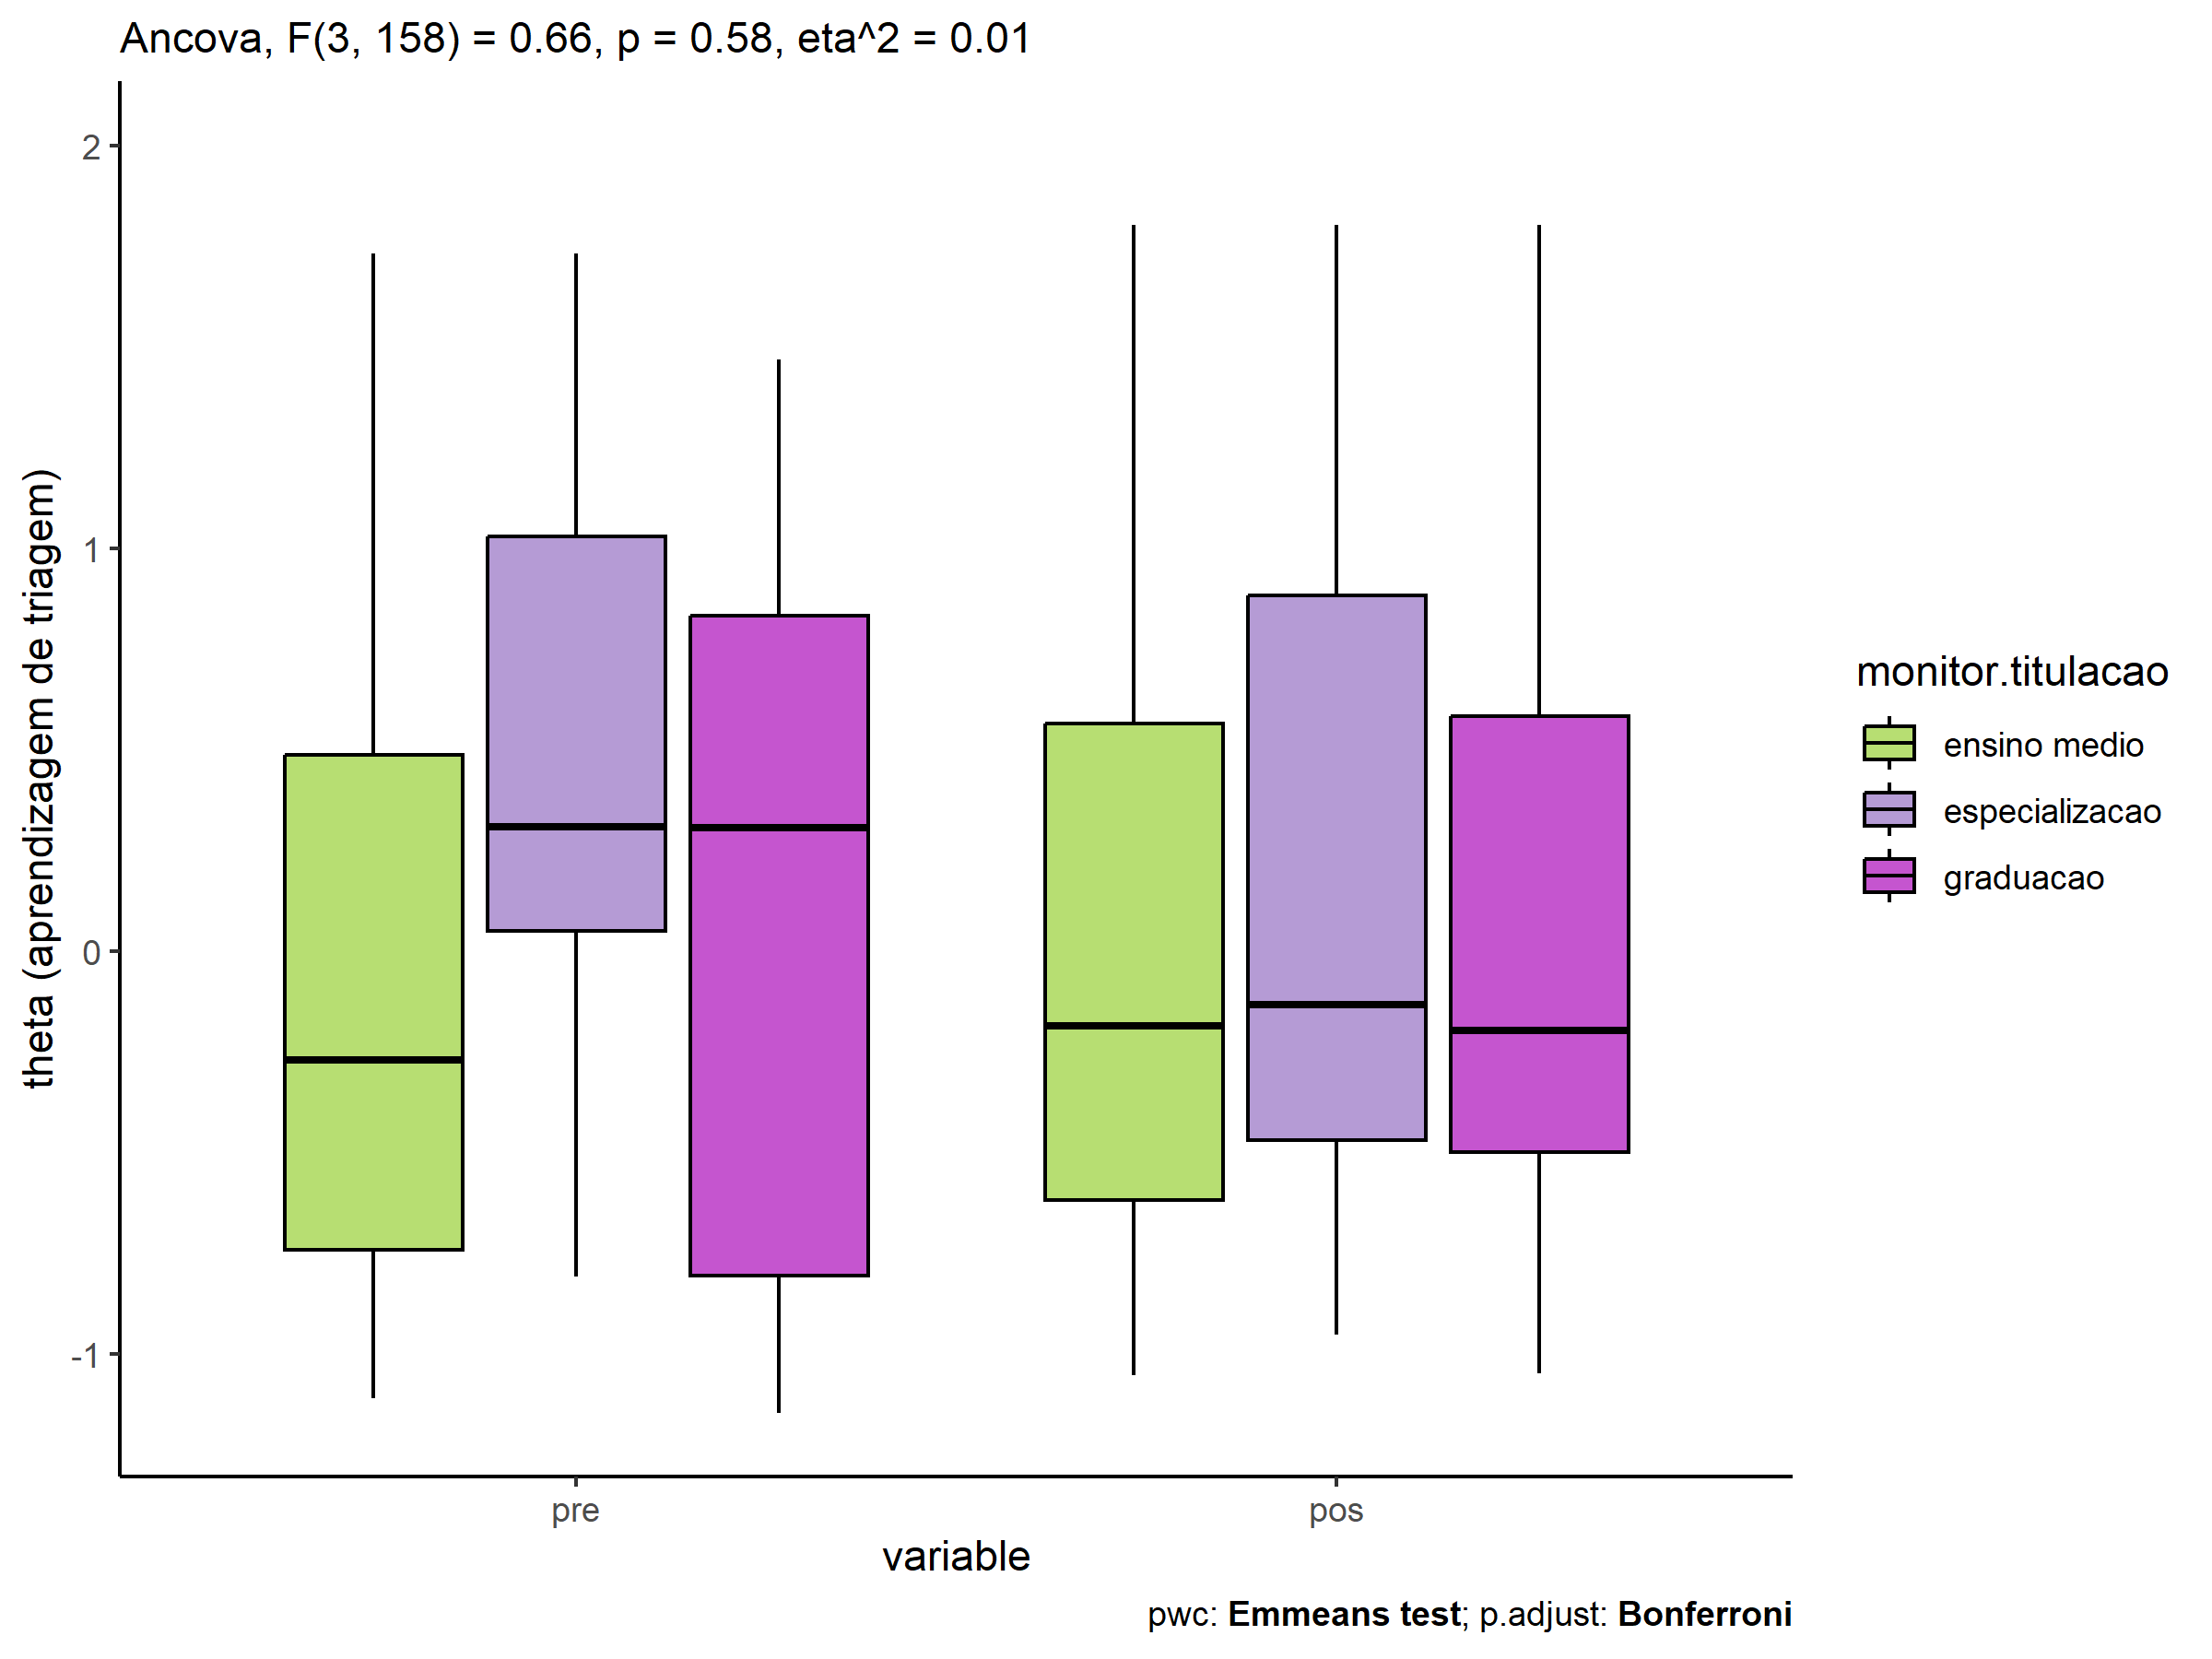 Ancova, F(3, 158) = 0.66, p = 0.58, eta^2 = 0.01
theta (aprendizagem de triagem)
2
1
0
-1
pre
pos
variable
monitor.titulacao
ensino medio
especializacao
graduacao
pwc: Emmeans test; p.adjust: Bonferroni